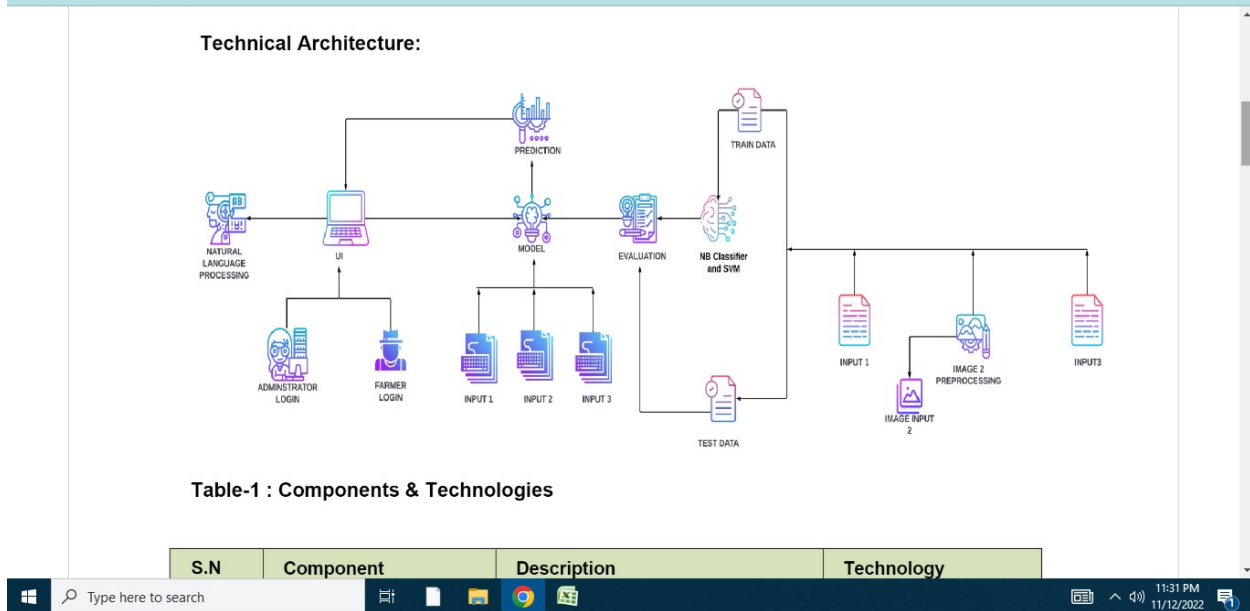 Technical Architecture:
PREDICTION
TRAIN DATA
NATURAL
LANGUAGE
PROCESSING
UI
MODEL
EVALUATION
NB Classifier
and SVM
ADMINSTRATOR
LOGIN
FARMER
LOGIN
INPUT 1
INPUT 2
INPUT 3
TEST DATA
INPUT 1
IMAGE 2
PREPROCESSING
IMAGE INPUT
2
INPUT3
Table-1 : Components & Technologies
S.N
Component
Description
Technology
Type here to search
11:31 PM
11/12/2022
1